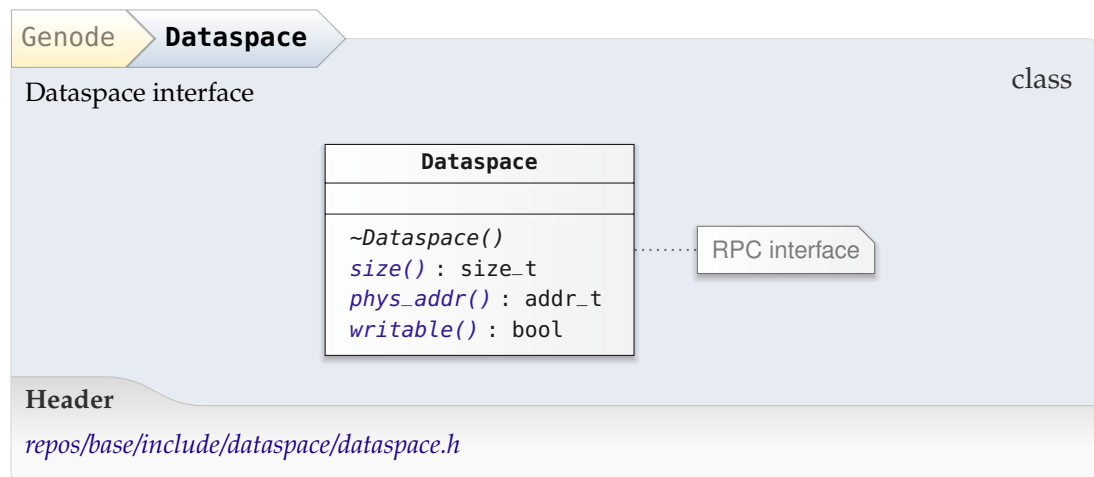 Genode Dataspace
class
Dataspace interface
Dataspace
~Dataspace()
size() : size_t
RPC interface
phys_addr() : addr_t
writable() : bool
Header
repos/base/include/dataspace/dataspace.h